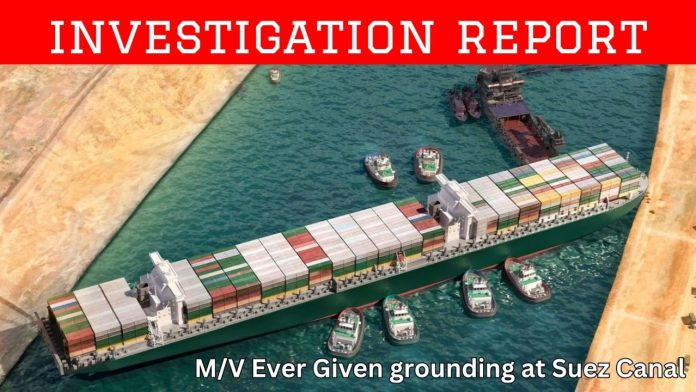 INVESTIGATION REPORT
M/V Ever Given grounding at Suez Canal